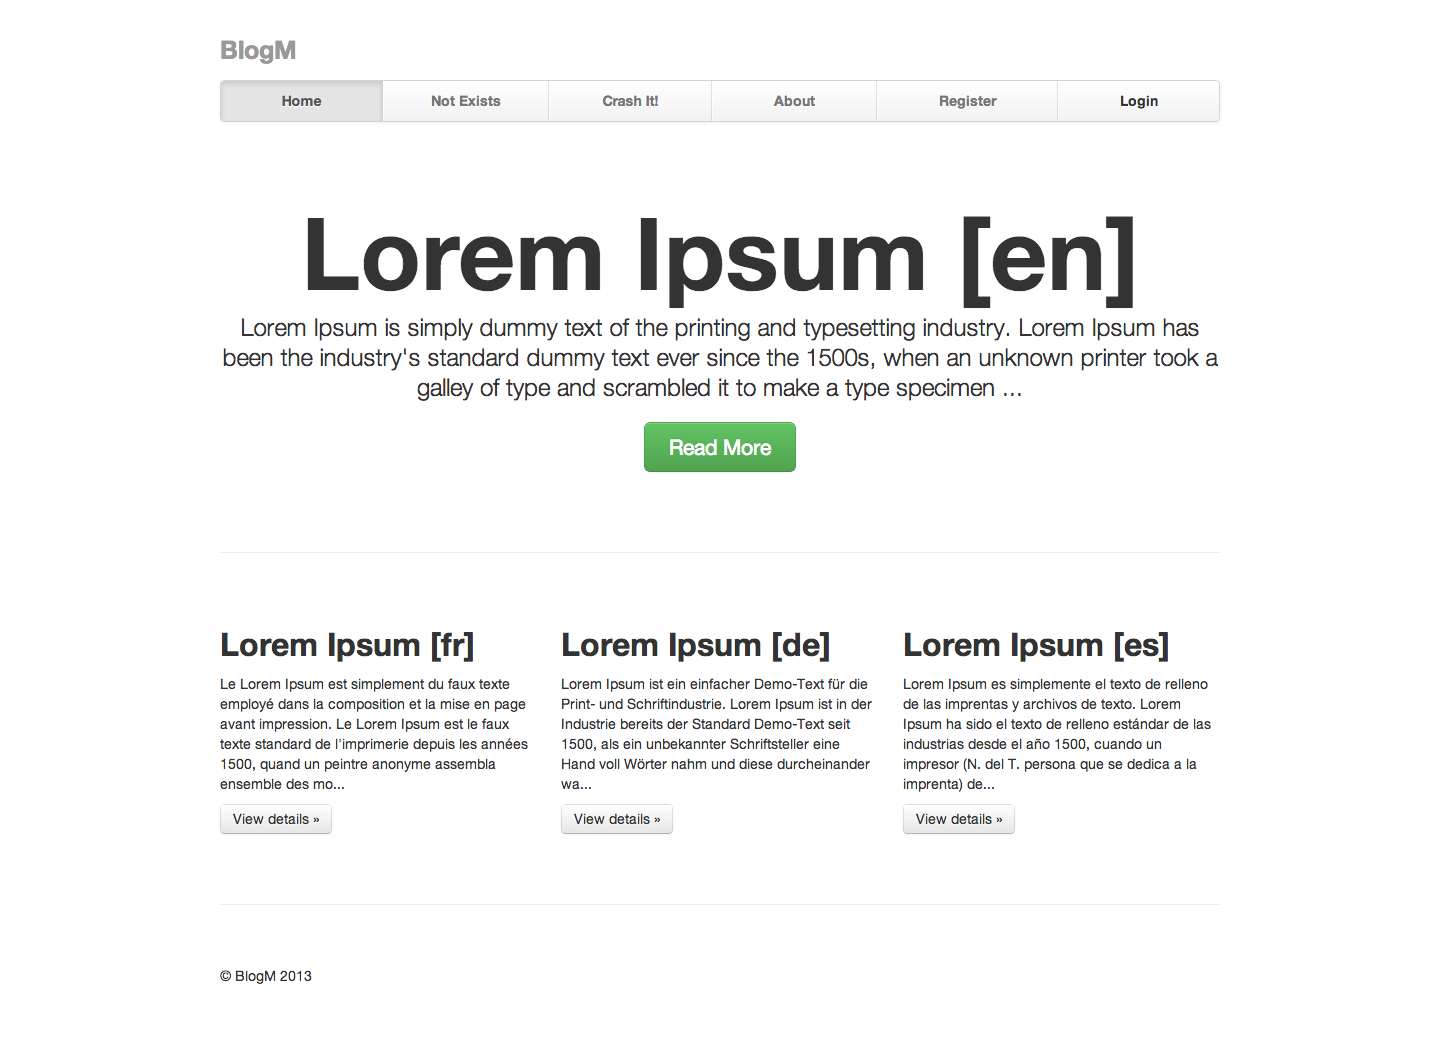 BlogM
Home Not Exists Crash It! About Register Login
Lorem Ipsum [en]
Lorem Ipsum is simply dummy text of the printing and typesetting industry. Lorem Ipsum has
been the industry's standard dummy text ever since the 1500s, when an unknown printer took a
galley of type and scrambled it to make a type specimen ...
Read More
Lorem Ipsum [fr]
Le Lorem Ipsum est simplement du faux texte
employé dans la composition et la mise en page
avant impression. Le Lorem Ipsum est le faux
texte standard de l'imprimerie depuis les années
1500, quand un peintre anonyme assembla
ensemble des mo...
View details »
Lorem Ipsum [de]
Lorem Ipsum ist ein einfacher Demo-Text für die
Print- und Schriftindustrie. Lorem Ipsum ist in der
Industrie bereits der Standard Demo-Text seit
1500, als ein unbekannter Schriftsteller eine
Hand voll Wörter nahm und diese durcheinander
wa...
View details »
Lorem Ipsum [es]
Lorem Ipsum es simplemente el texto de relleno
de las imprentas y archivos de texto. Lorem
Ipsum ha sido el texto de relleno estándar de las
industrias desde el año 1500, cuando un
impresor (N. del T. persona que se dedica a la
imprenta) de...
View details »
© BlogM 2013